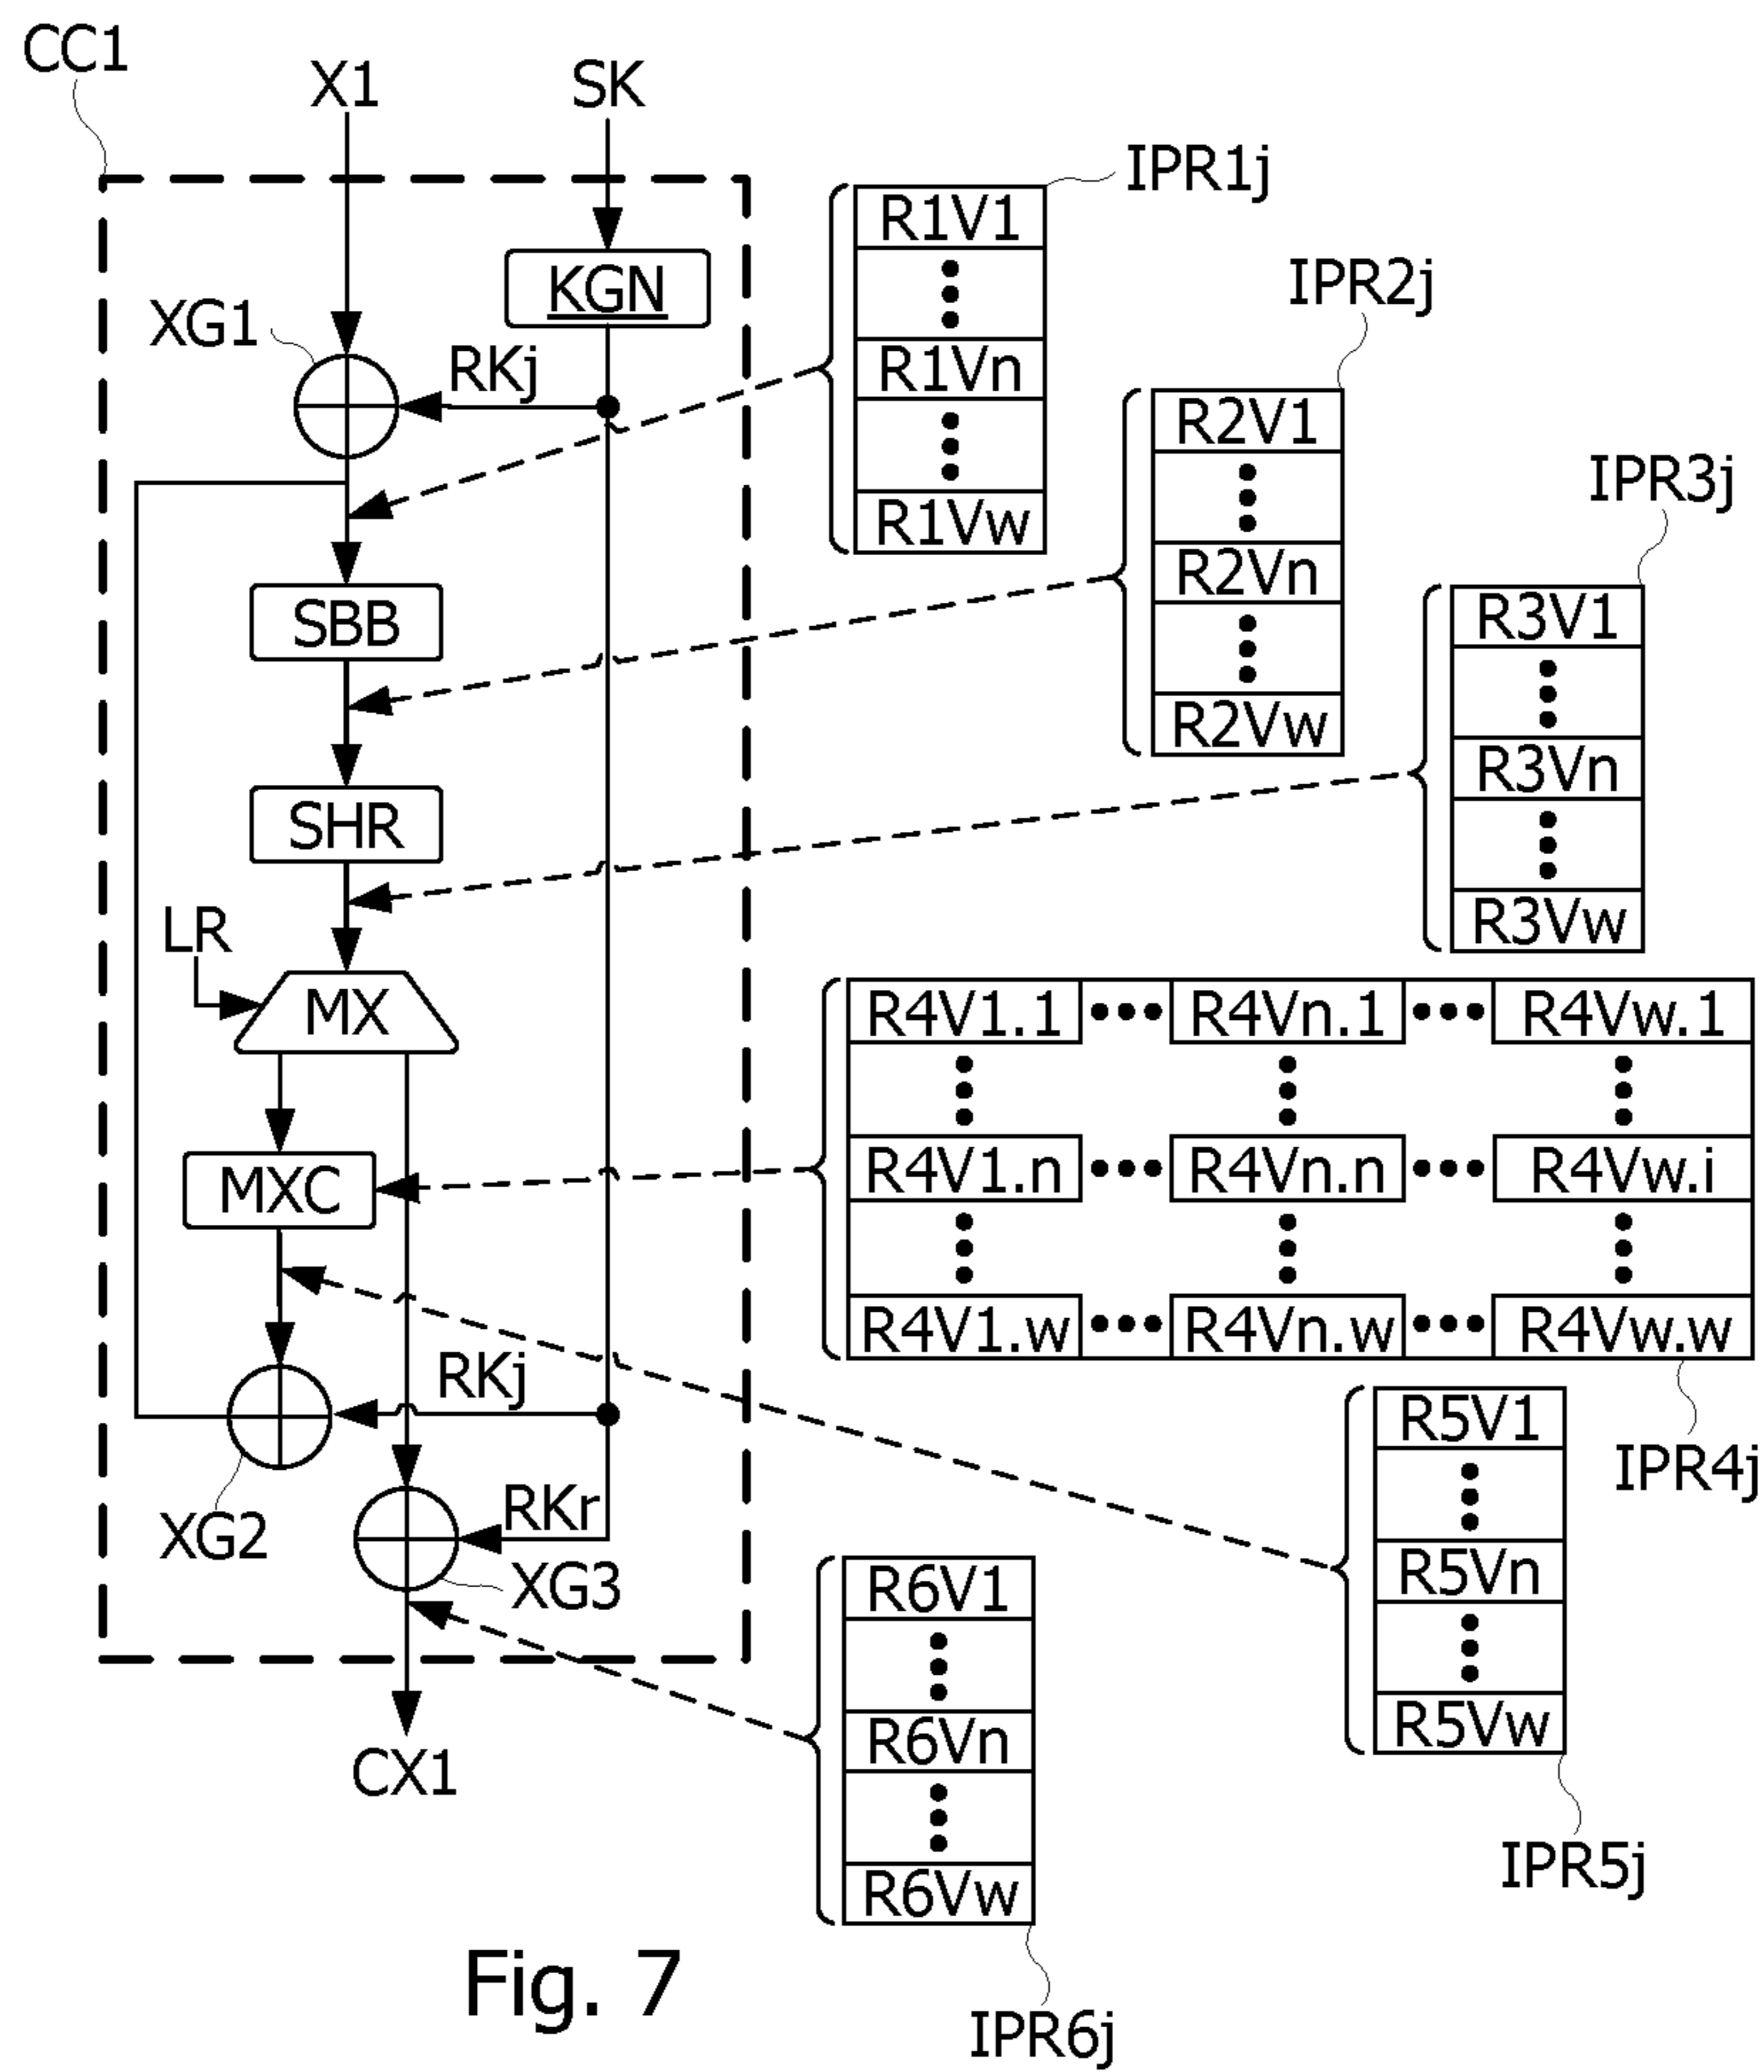 CC1
X1
SK
IPR1j
R1V1
KGN
IPR2j
XG1
RKj
R1Vn
R2V1
IPR3j
R1Vw
R2Vn
SBB
R3V1
R2Vw
R3Vn
SHR
LR
R3Vw
MX
R4V1.1 ••• R4Vn.1 ••• R4Vw.1
MXC
R4V1.n ••• R4Vn.n ••• R4Vw.i
R4V1.w ••• R4Vn.w ••• R4Vw.w
RKj
R5V1
IPR4j
RKr
XG2
XG3
R5Vn
R6V1
R5Vw
R6Vn
CX1
IPR5j
R6Vw
Fig. 7
IPR6j